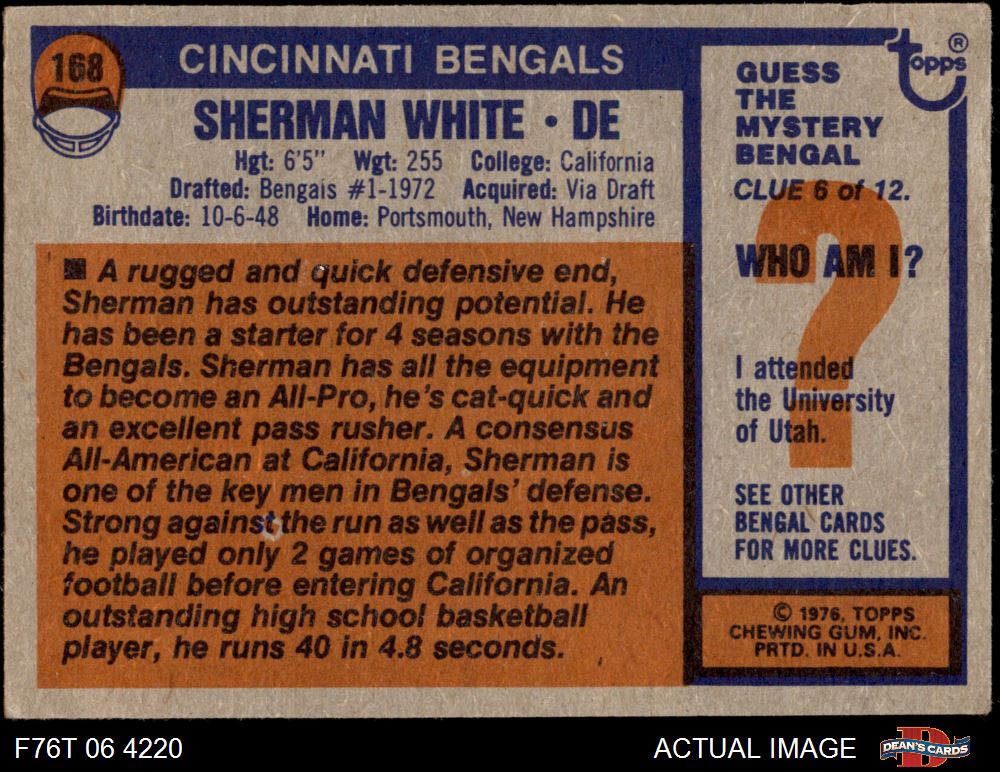 168
CINCINNATI BENGALS
SHERMAN WHITE • DE
Hgt: 6'5" Wgt: 255 College: California
Drafted: Bengals #1-1972 Acquired: Via Draft
Birthdate: 10-6-48 Home: Portsmouth, New Hampshire
■ A rugged and quick defensive end,
Sherman has outstanding potential. He
has been a starter for 4 seasons with the
Bengals. Sherman has all the equipment
to become an All-Pro, he's cat-quick and
an excellent pass rusher. A consensus
All-American at California, Sherman is
one of the key men in Bengals' defense.
Strong against the run as well as the pass,
he played only 2 games of organized
football before entering California. An
outstanding high school basketball
player, he runs 40 in 4.8 seconds.
topps ®
GUESS
THE
MYSTERY
BENGAL
CLUE 6 of 12.
WHO AM I?
?
I attended
the University
of Utah.
SEE OTHER
BENGAL CARDS
FOR MORE CLUES.
© 1976, TOPPS
CHEWING GUM, INC.
PRTD. IN U.S.A.
F76T 06 4220
ACTUAL IMAGE
DEAN'S CARDS